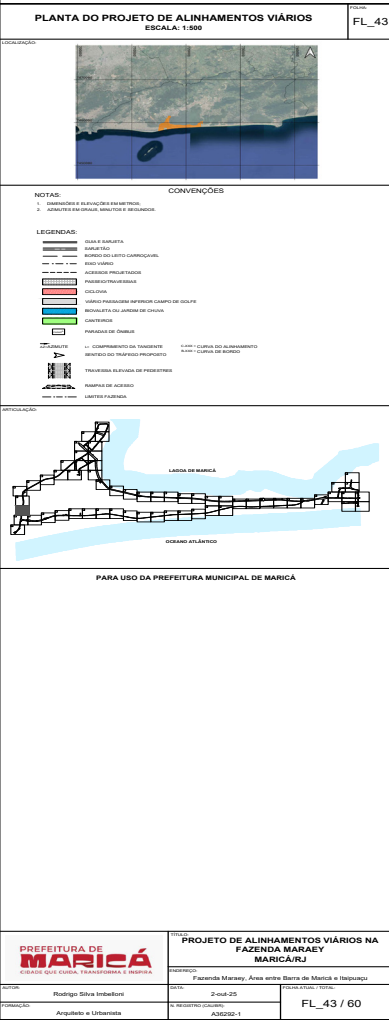 PLANTA DO PROJETO DE ALINHAMENTOS VIÁRIOS
ESCALA: 1:500
FOLHA:
FL_43
LOCALIZAÇÃO:
CONVENÇÕES
NOTAS:
1. DIMENSÕES E ELEVAÇÕES EM METROS.
2. AZIMUTES EM GRAUS, MINUTOS E SEGUNDOS.
LEGENDAS:
GUIA E SARJETA
SARJETÃO
BORDO DO LEITO CARROÇAVEL
EIXO VIÁRIO
ACESSOS PROJETADOS
PASSEIO/TRAVESSIAS
CICLOVIA
VIÁRIO PASSAGEM INFERIOR CAMPO DE GOLFE
BIOVALETA OU JARDIM DE CHUVA
CANTEIROS
PARADAS DE ÔNIBUS
AZ=AZIMUTE
L= COMPRIMENTO DA TANGENTE
= CURVA DO ALINHAMENTO
= CURVA DE BORDO
SENTIDO DO TRÁFEGO PROPOSTO
TRAVESSIA ELEVADA DE PEDESTRES
RAMPAS DE ACESSO
LIMITES FAZENDA
ARTICULAÇÃO:
LAGOA DE MARICÁ
OCEANO ATLÂNTICO
PARA USO DA PREFEITURA MUNICIPAL DE MARICÁ
PREFEITURA DE
MARICÁ
CIDADE QUE CUIDA, TRANSFORMA E INSPIRA
TÍTULO:
PROJETO DE ALINHAMENTOS VIÁRIOS NA
FAZENDA MARAEY
MARICÁ/RJ
ENDEREÇO:
Fazenda Maraey, Área entre Barra de Maricá e Itaipuaçu
AUTOR:
Rodrigo Silva Imbelloni
DATA:
2-out-25
FOLHA ATUAL / TOTAL:
FL_43 / 60
FORMAÇÃO:
Arquiteto e Urbanista
N. REGISTRO (CAU/BR):
A36292-1